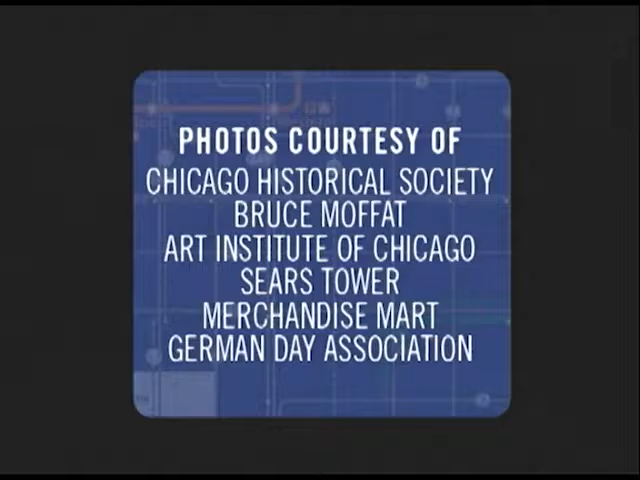 PHOTOS COURTESY OF
CHICAGO HISTORICAL SOCIETY
BRUCE MOFFAT
ART INSTITUTE OF CHICAGO
SEARS TOWER
MERCHANDISE MART
GERMAN DAY ASSOCIATION